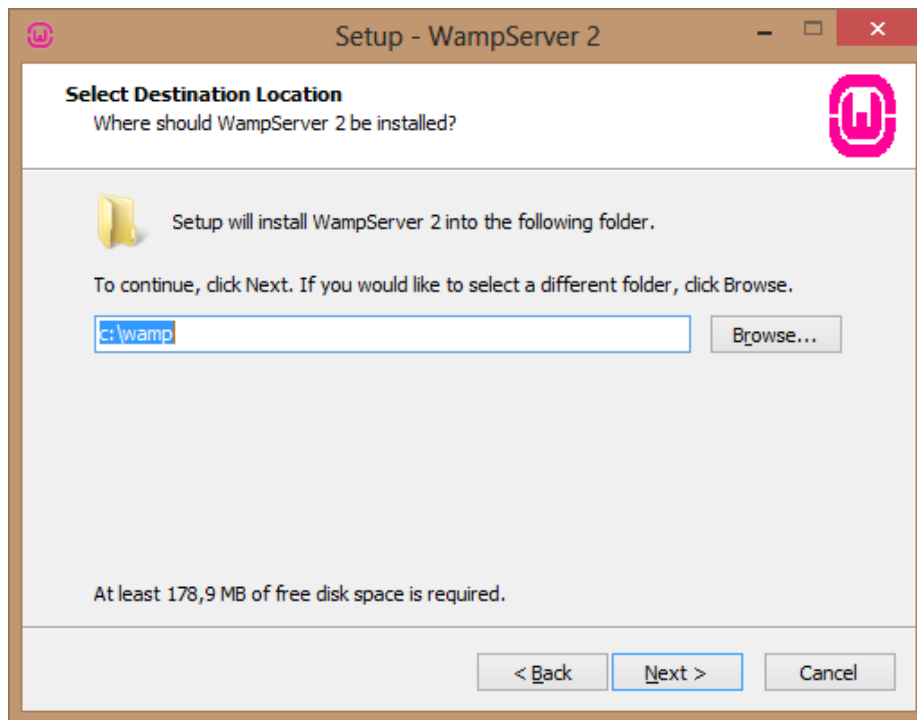 Setup - WampServer 2
Select Destination Location
Where should WampServer 2 be installed?
Setup will install WampServer 2 into the following folder.
To continue, click Next. If you would like to select a different folder, click Browse.
c:\wamp
Browse...
At least 178,9 MB of free disk space is required.
< Back
Next >
Cancel